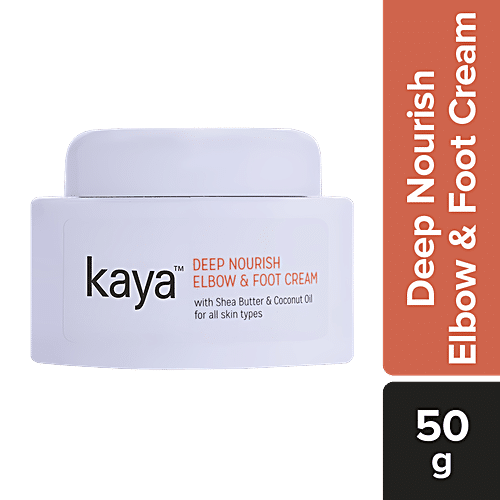 kaya™
DEEP NOURISH
ELBOW & FOOT CREAM
with Shea Butter & Coconut Oil
for all skin types
Deep Nourish
Elbow & Foot Cream
50
g